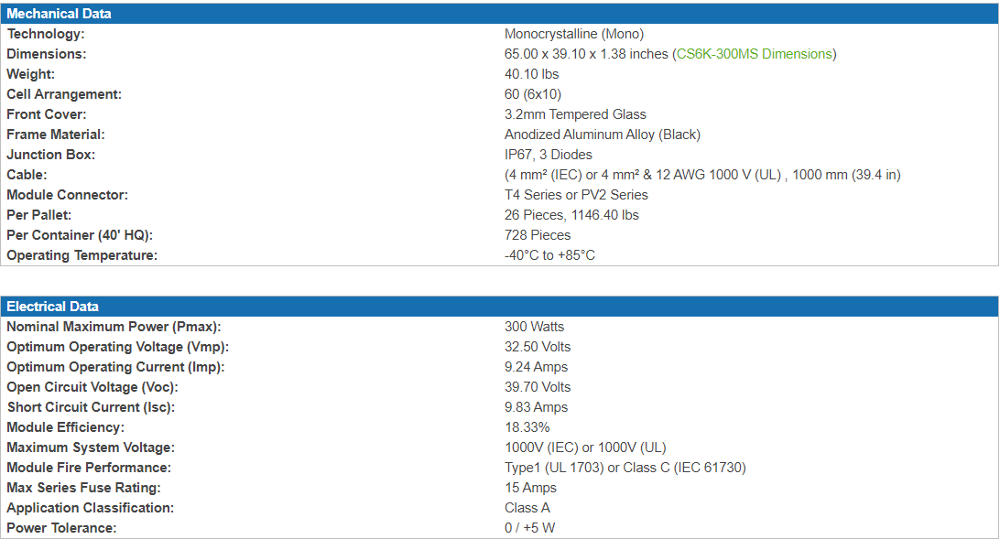 Mechanical Data
Technology: Monocrystalline (Mono)
Dimensions: 65.00 x 39.10 x 1.38 inches (CS6K-300MS Dimensions)
Weight: 40.10 lbs
Cell Arrangement: 60 (6x10)
Front Cover: 3.2mm Tempered Glass
Frame Material: Anodized Aluminum Alloy (Black)
Junction Box: IP67, 3 Diodes
Cable: (4 mm² (IEC) or 4 mm² & 12 AWG 1000 V (UL) , 1000 mm (39.4 in)
Module Connector: T4 Series or PV2 Series
Per Pallet: 26 Pieces, 1146.40 lbs
Per Container (40' HQ): 728 Pieces
Operating Temperature: -40°C to +85°C
Electrical Data
Nominal Maximum Power (Pmax): 300 Watts
Optimum Operating Voltage (Vmp): 32.50 Volts
Optimum Operating Current (Imp): 9.24 Amps
Open Circuit Voltage (Voc): 39.70 Volts
Short Circuit Current (Isc): 9.83 Amps
Module Efficiency: 18.33%
Maximum System Voltage: 1000V (IEC) or 1000V (UL)
Module Fire Performance: Type1 (UL 1703) or Class C (IEC 61730)
Max Series Fuse Rating: 15 Amps
Application Classification: Class A
Power Tolerance: 0 / +5 W